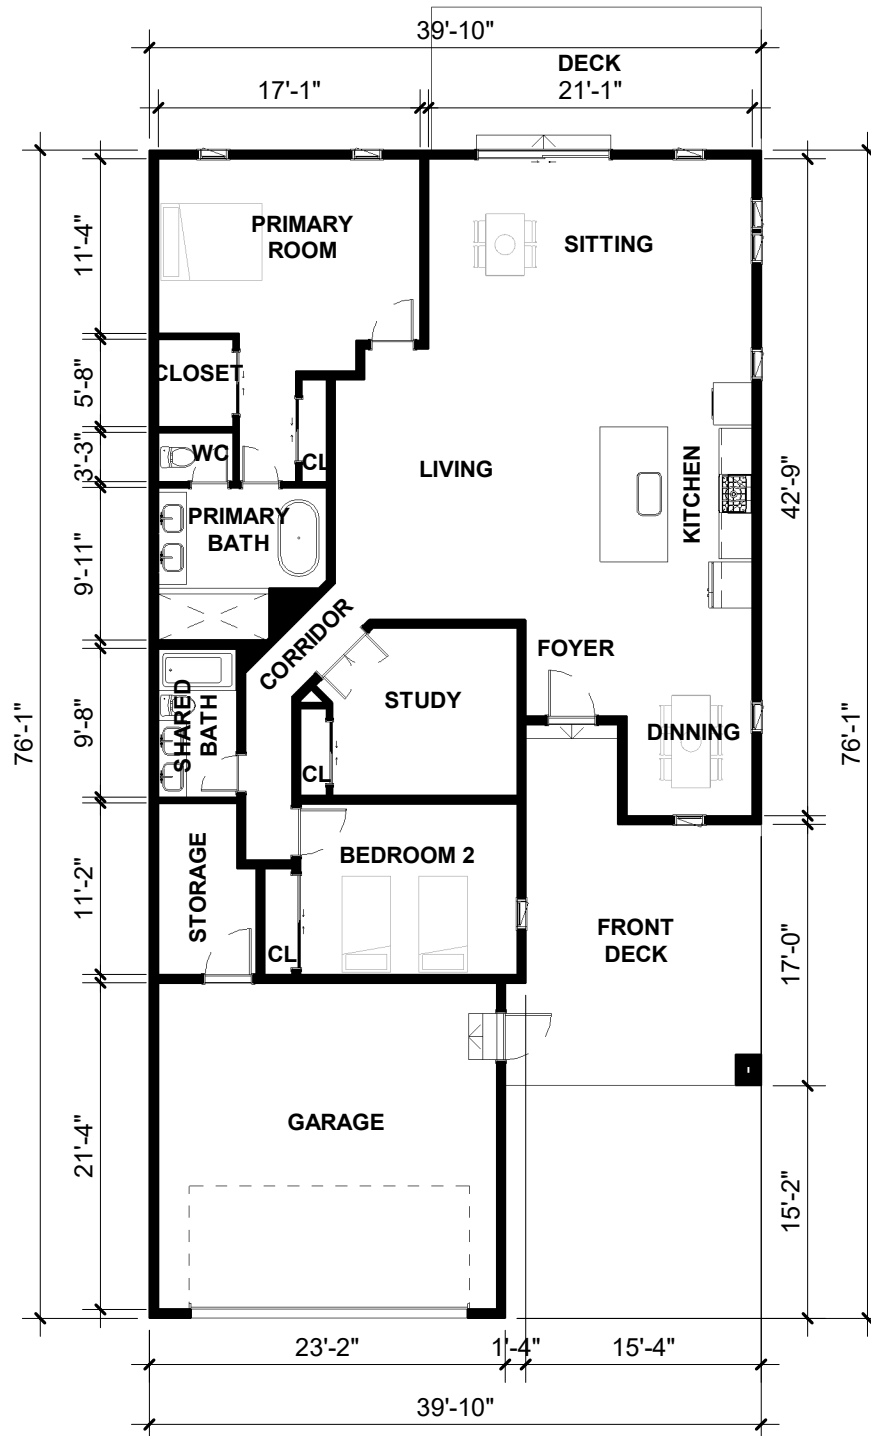 39'-10"
DECK
17'-1"
21'-1"
PRIMARY
ROOM
SITTING
11'-4"
CLOSET
5'-8"
WC
CL
3'-3"
LIVING
KITCHEN
42'-9"
PRIMARY
BATH
9'-11"
CORRIDOR
FOYER
STUDY
SHARED
BATH
9'-8"
DINNING
76'-1"
76'-1"
CL
BEDROOM 2
STORAGE
11'-2"
CL
FRONT
DECK
17'-0"
GARAGE
21'-4"
15'-2"
23'-2"
1'-4"
15'-4"
39'-10"